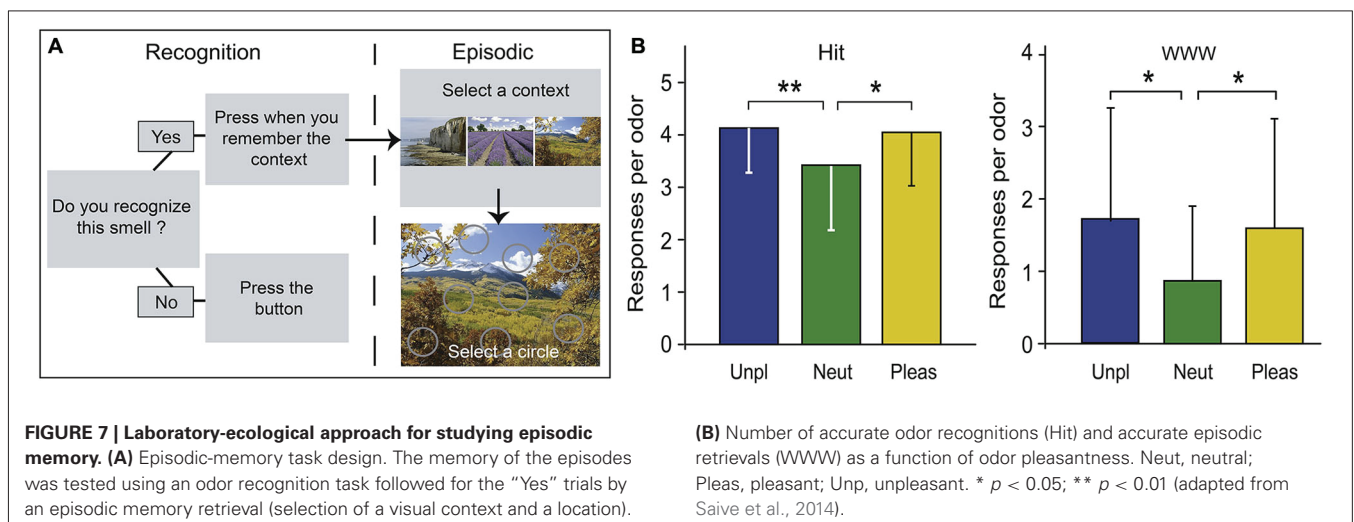 A
Recognition
Episodic
Do you recognize
this smell ?
Yes
Press when you
remember the
context
No
Press the
button
Select a context
Select a circle
B
Hit
Responses per odor
5
4
3
2
1
0
**
*
Unpl
Neut
Pleas
WWW
Responses per odor
4
3
2
1
0
*
*
Unpl
Neut
Pleas
FIGURE 7 | Laboratory-ecological approach for studying episodic
memory. (A) Episodic-memory task design. The memory of the episodes
was tested using an odor recognition task followed for the “Yes” trials by
an episodic memory retrieval (selection of a visual context and a location).
(B) Number of accurate odor recognitions (Hit) and accurate episodic
retrievals (WWW) as a function of odor pleasantness. Neut, neutral;
Pleas, pleasant; Unp, unpleasant. * p < 0.05; ** p < 0.01 (adapted from
Saive et al., 2014).